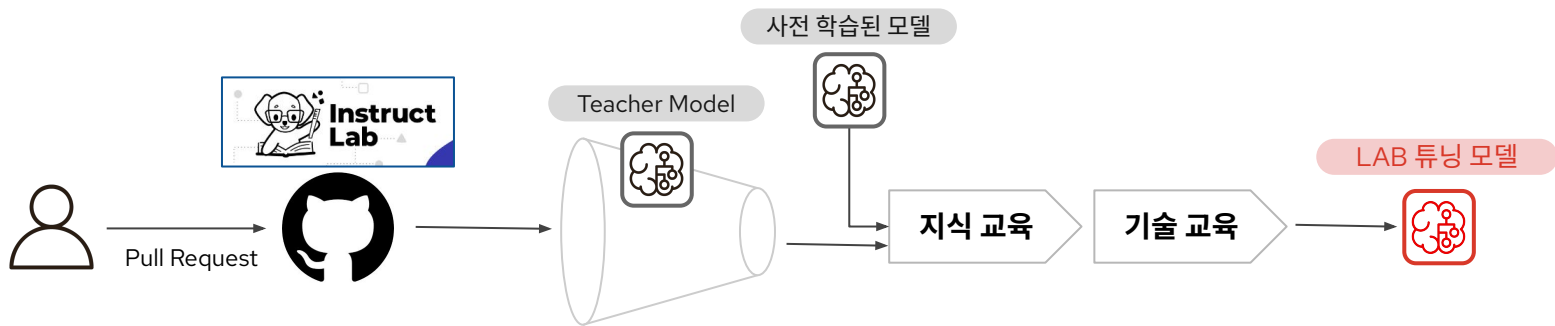 사전 학습된 모델
Instruct
Lab
Teacher Model
LAB 튜닝 모델
Pull Request
지식 교육
기술 교육